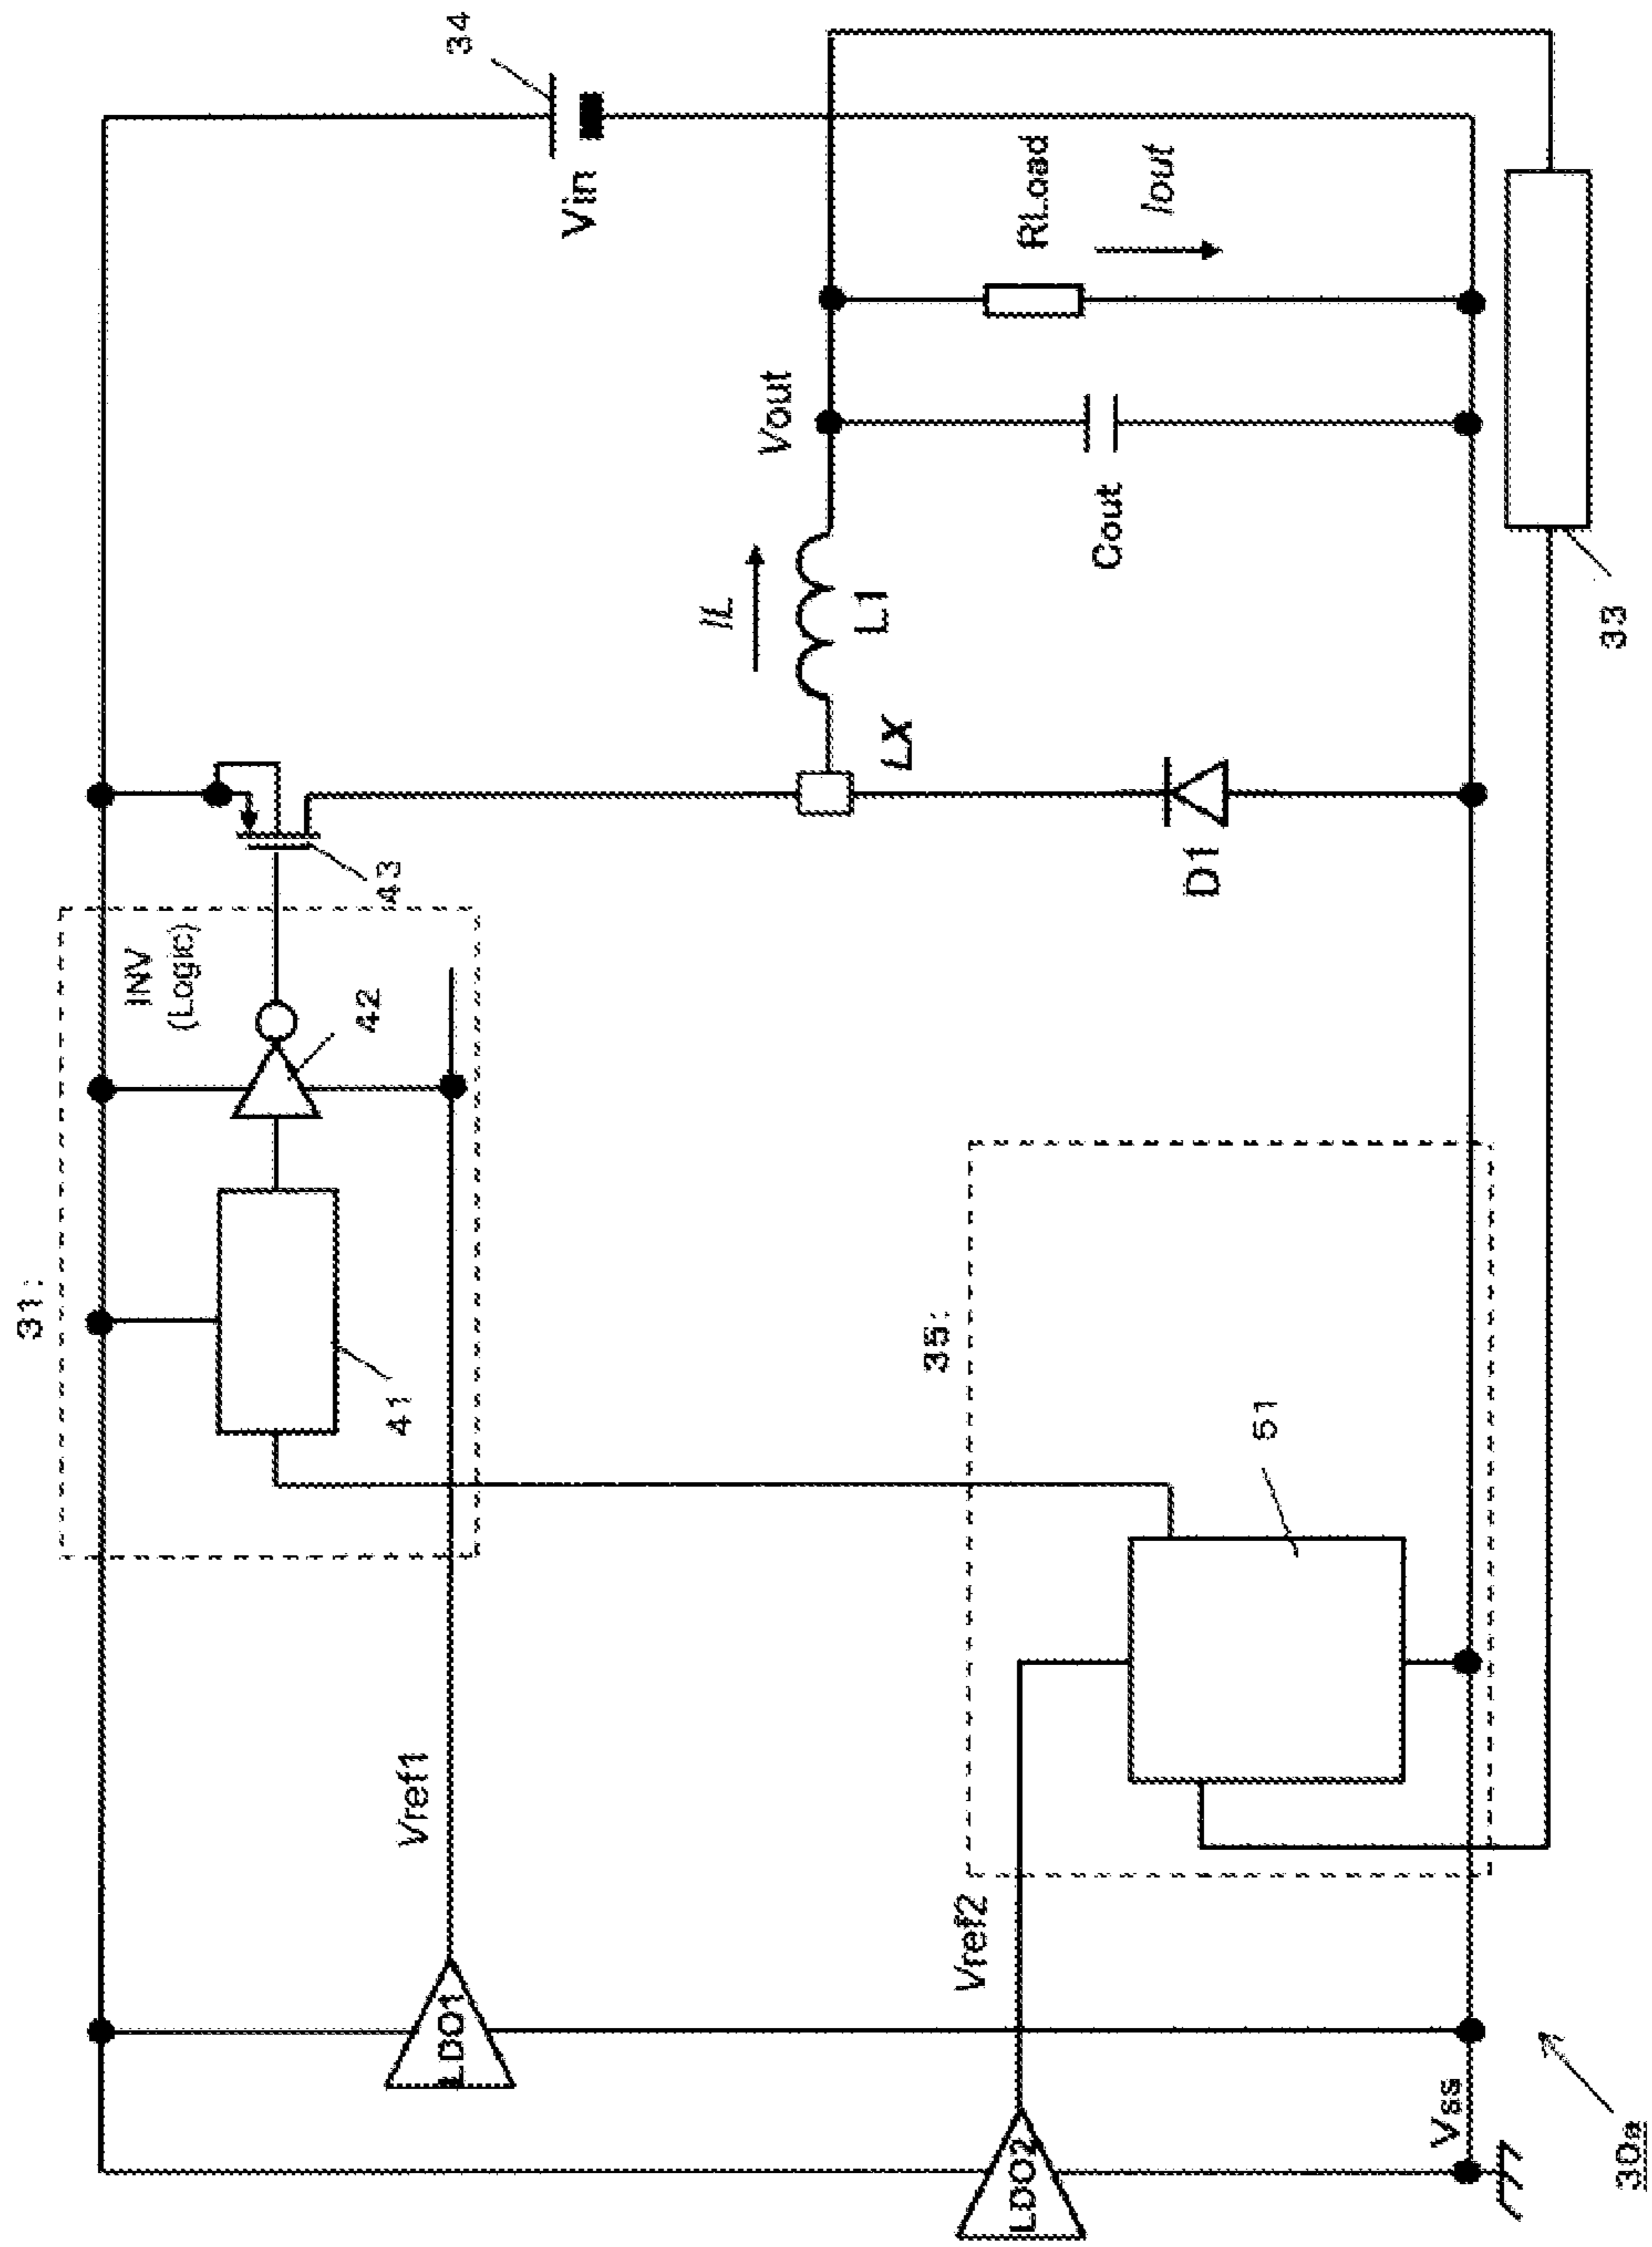 31:
INV
(Logic)
34
Vin
41
42
43
Vref1
IL
L1
LX
Vout
Cout
RLoad
Iout
D1
35:
51
Vref2
LDO1
LDO2
Vss
33
30a